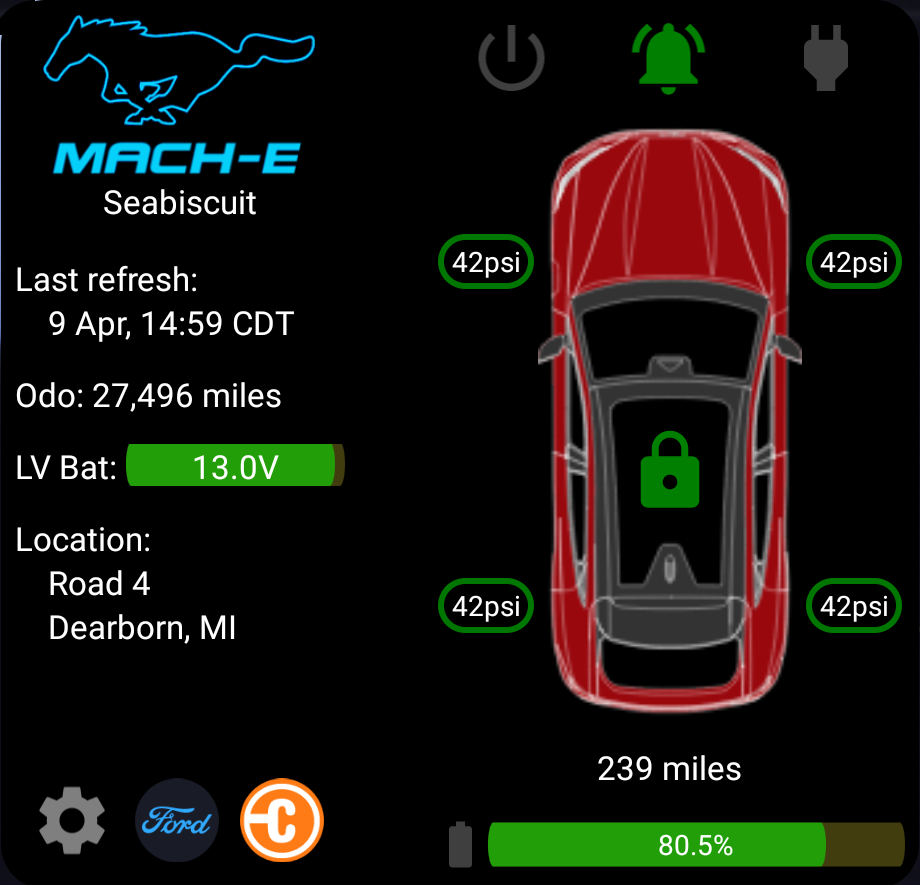 MACH-E
Seabiscuit
Last refresh:
9 Apr, 14:59 CDT
Odo: 27,496 miles
LV Bat: 13.0V
Location:
Road 4
Dearborn, MI
Ford
C
42psi
42psi
42psi
42psi
239 miles
80.5%